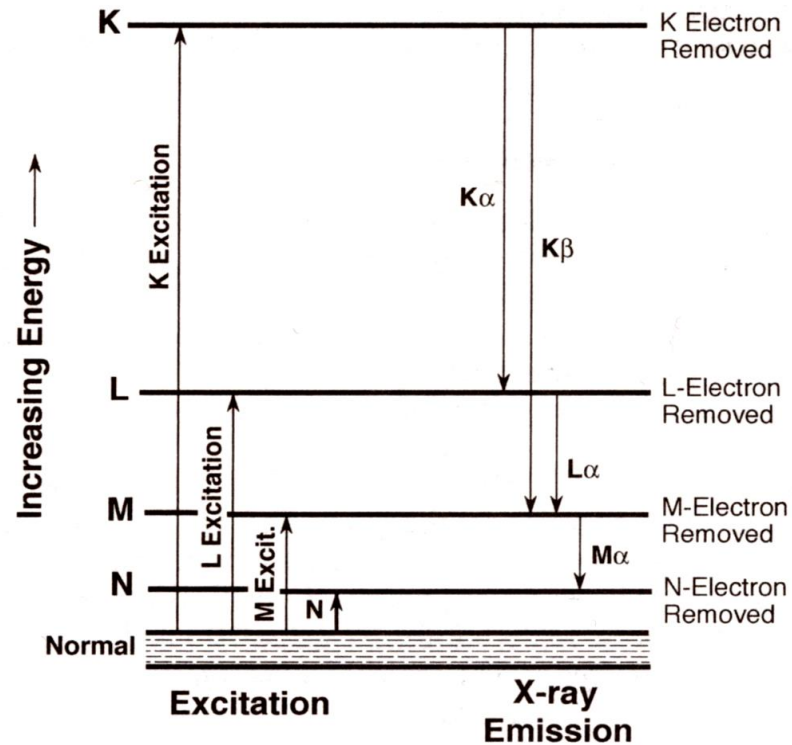 K
K Electron
Removed
Increasing Energy
K Excitation
Kα
Kβ
L
L-Electron
Removed
L Excitation
Lα
M
M-Electron
Removed
M Excit.
Mα
N
N-Electron
Removed
N
Normal
Excitation
X-ray
Emission